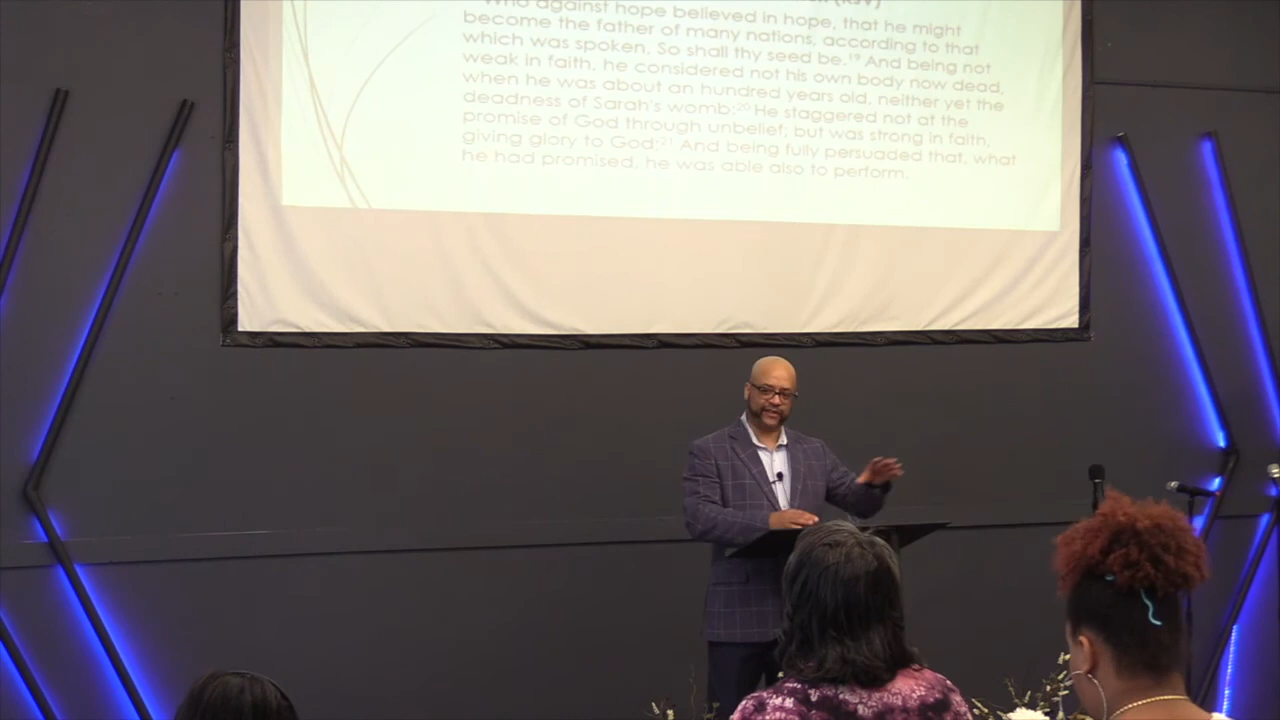 (KJV)
Who against hope believed in hope, that he might
become the father of many nations, according to that
which was spoken, So shall thy seed be.19 And being not
weak in faith, he considered not his own body now dead,
when he was about an hundred years old, neither yet the
deadness of Sarah's womb:20 He staggered not at the
promise of God through unbelief; but was strong in faith,
giving glory to God;21 And being fully persuaded that, what
he had promised, he was able also to perform.